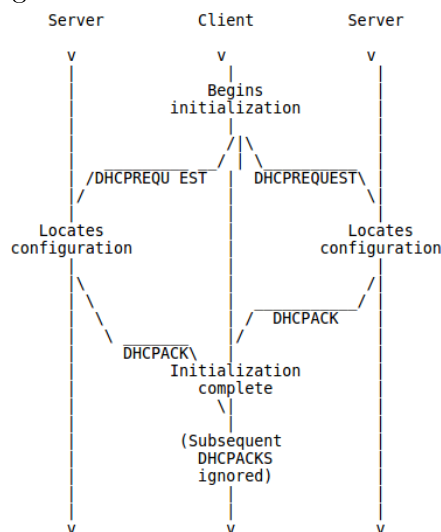 Server Client Server
v v v
Begins
initialization
DHCPREQU EST DHCPREQUEST
Locates Locates
configuration configuration
DHCPACK
DHCPACK
Initialization
complete
(Subsequent
DHCPACKS
ignored)
v v v